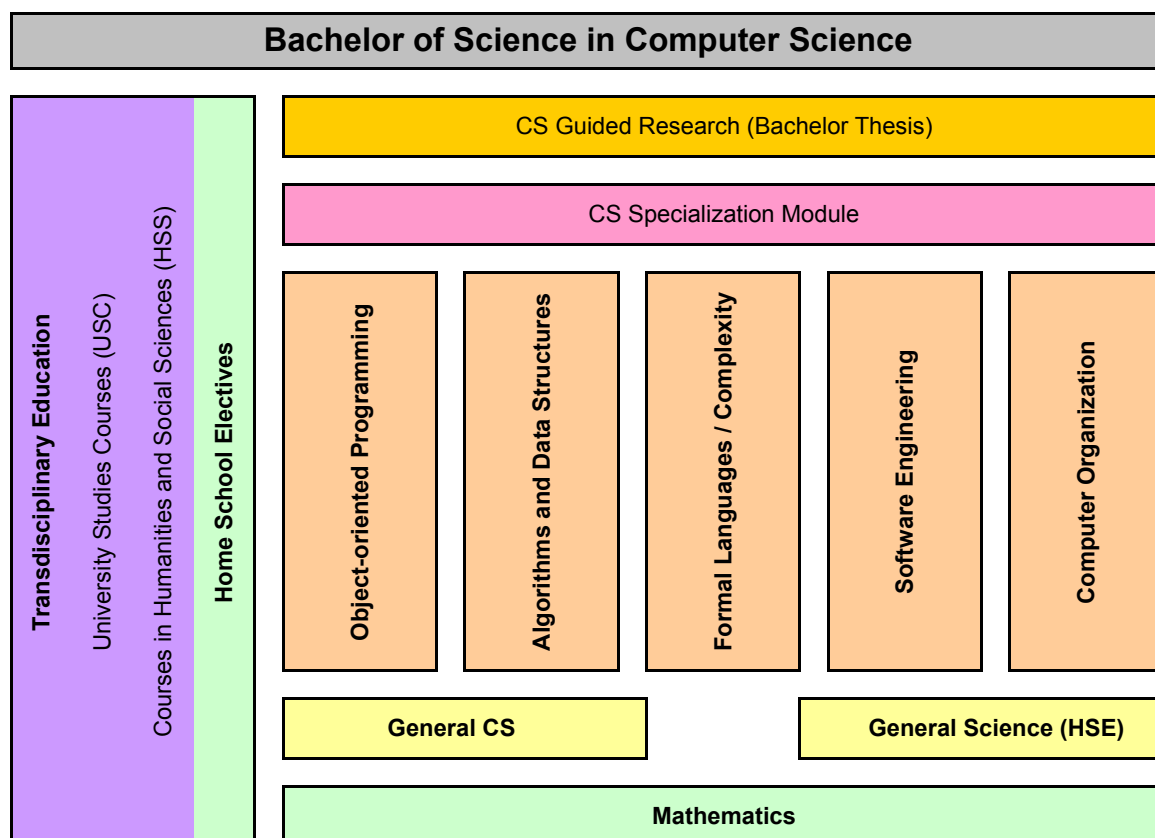 Bachelor of Science in Computer Science
Transdisciplinary Education
University Studies Courses (USC)
Courses in Humanities and Social Sciences (HSS)
Home School Electives
CS Guided Research (Bachelor Thesis)
CS Specialization Module
Object-oriented Programming
Algorithms and Data Structures
Formal Languages / Complexity
Software Engineering
Computer Organization
General CS
General Science (HSE)
Mathematics